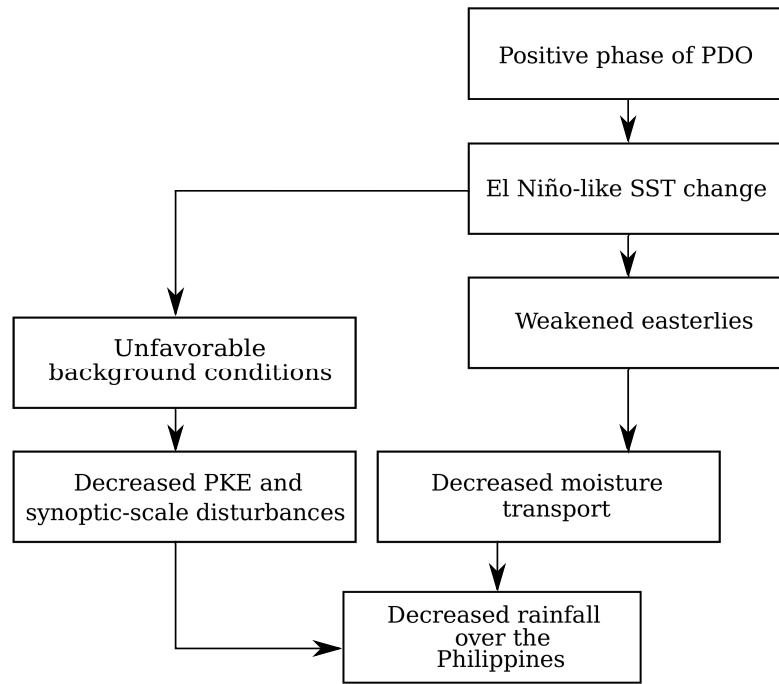 Positive phase of PDO
El Niño-like SST change
Weakened easterlies
Unfavorable
background conditions
Decreased PKE and
synoptic-scale disturbances
Decreased moisture
transport
Decreased rainfall
over the
Philippines